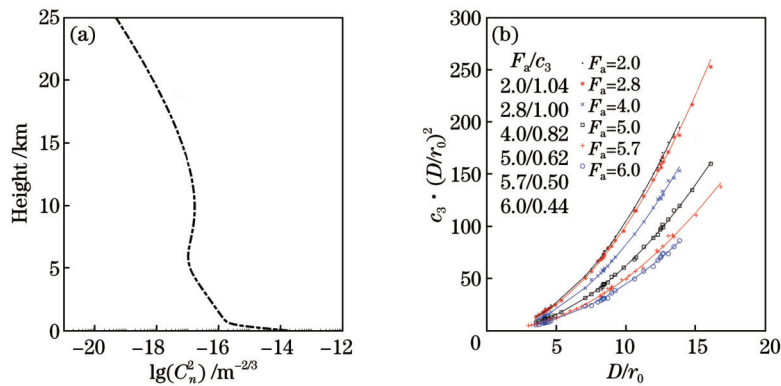 (a)
25
20
15
10
5
0
Height /km
−20
−18
−16
−14
−12
lg(C_n^2) /m^{−2/3}
(b)
300
250
200
150
100
50
0
c_3 · (D/r_0)^2
F_a/c_3
2.0/1.04
2.8/1.00
4.0/0.82
5.0/0.62
5.7/0.50
6.0/0.44
F_a=2.0
F_a=2.8
F_a=4.0
F_a=5.0
F_a=5.7
F_a=6.0
5
10
15
20
D/r_0